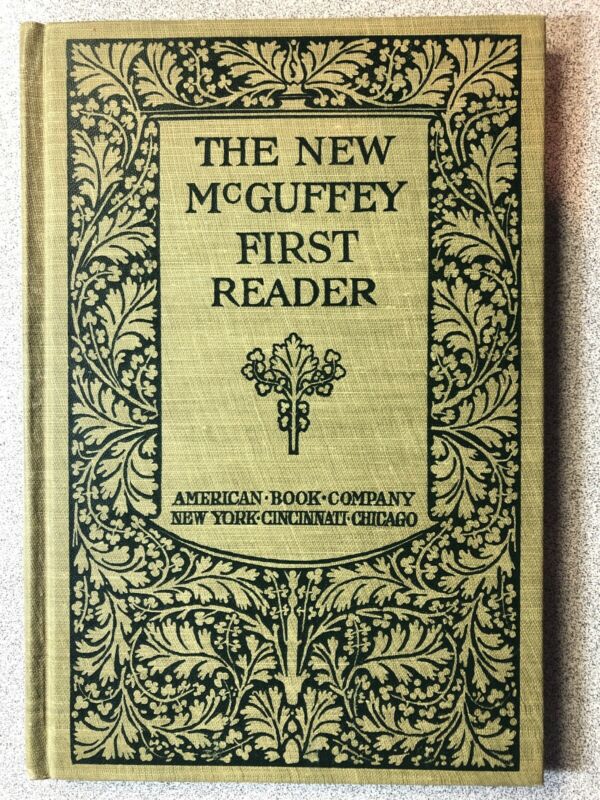 THE NEW
McGUFFEY
FIRST
READER
AMERICAN·BOOK·COMPANY
NEW YORK·CINCINNATI·CHICAGO